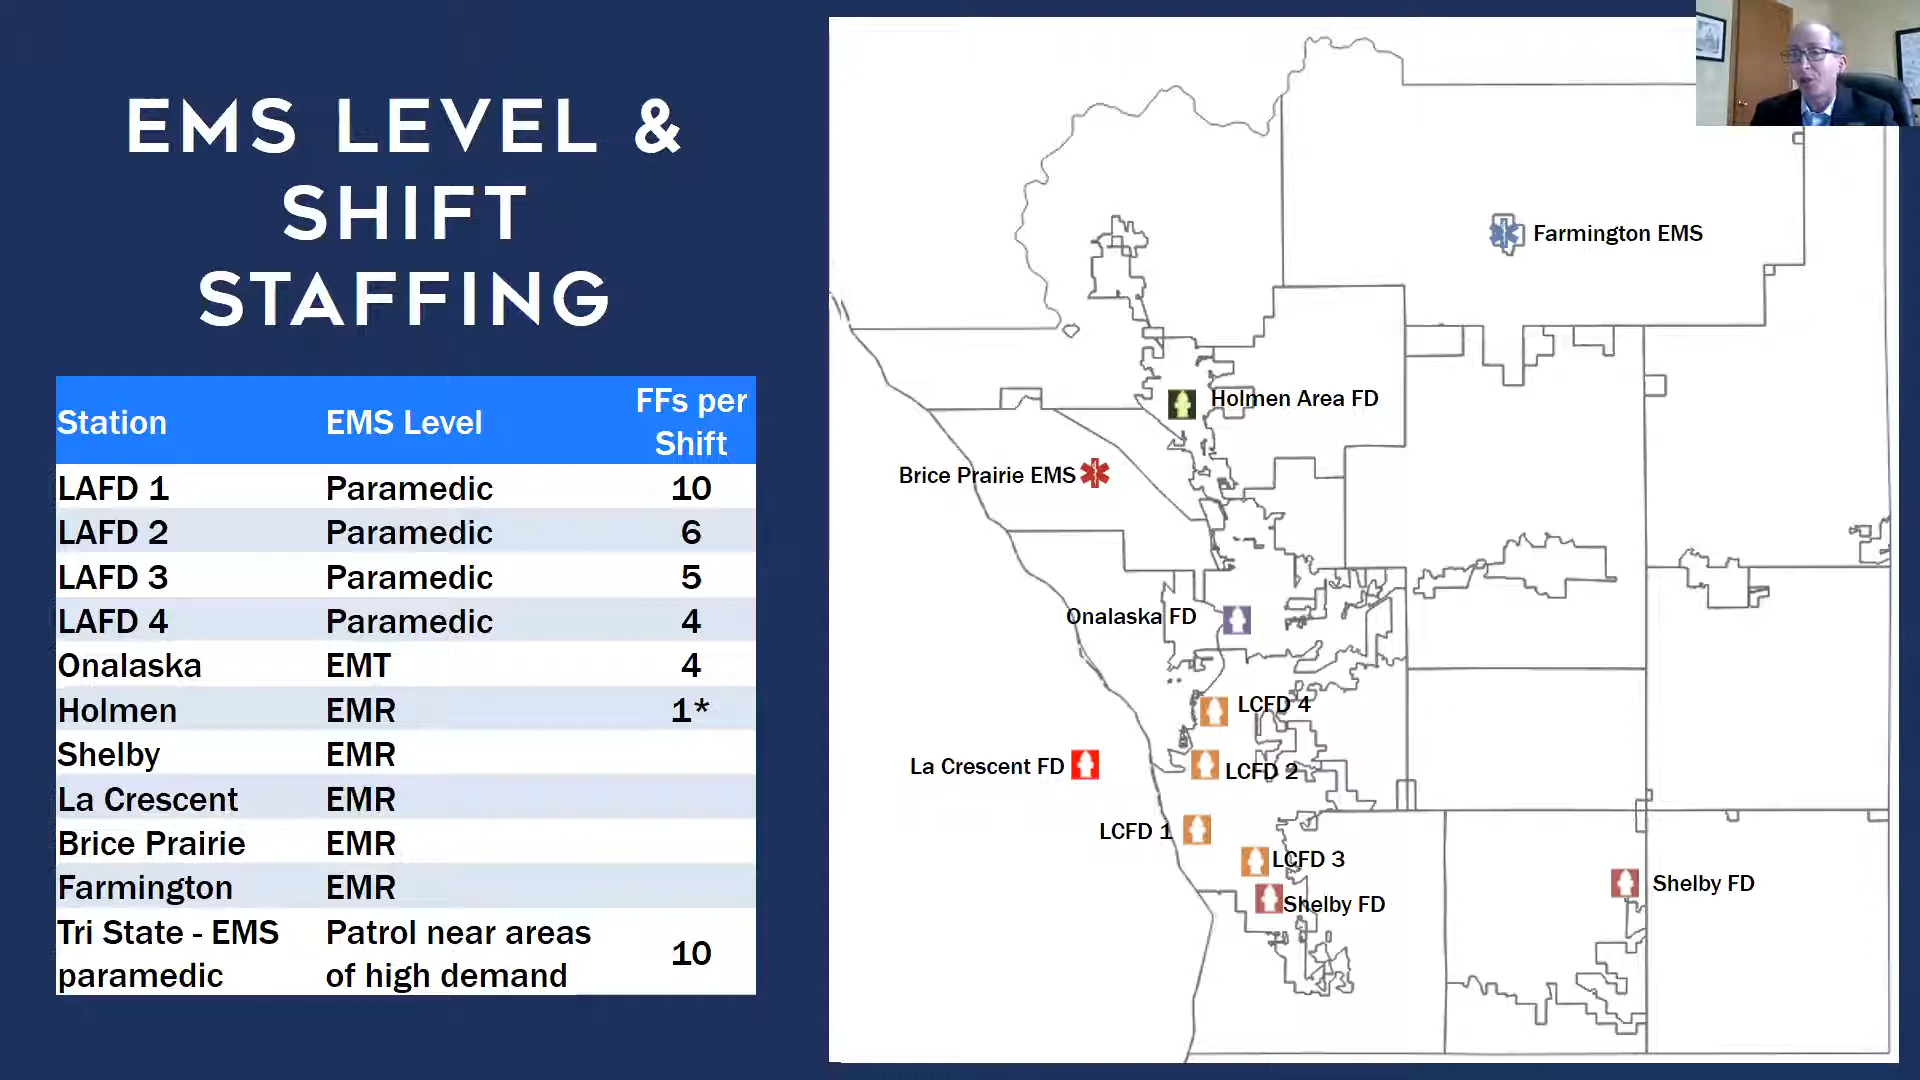 EMS LEVEL &
SHIFT
STAFFING
Station EMS Level FFs per Shift
LAFD 1 Paramedic 10
LAFD 2 Paramedic 6
LAFD 3 Paramedic 5
LAFD 4 Paramedic 4
Onalaska EMT 4
Holmen EMR 1*
Shelby EMR
La Crescent EMR
Brice Prairie EMR
Farmington EMR
Tri State - EMS paramedic Patrol near areas of high demand 10
Farmington EMS
Holmen Area FD
Brice Prairie EMS
Onalaska FD
LCFD 4
La Crescent FD
LCFD 2
LCFD 1
LCFD 3
Shelby FD
Shelby FD